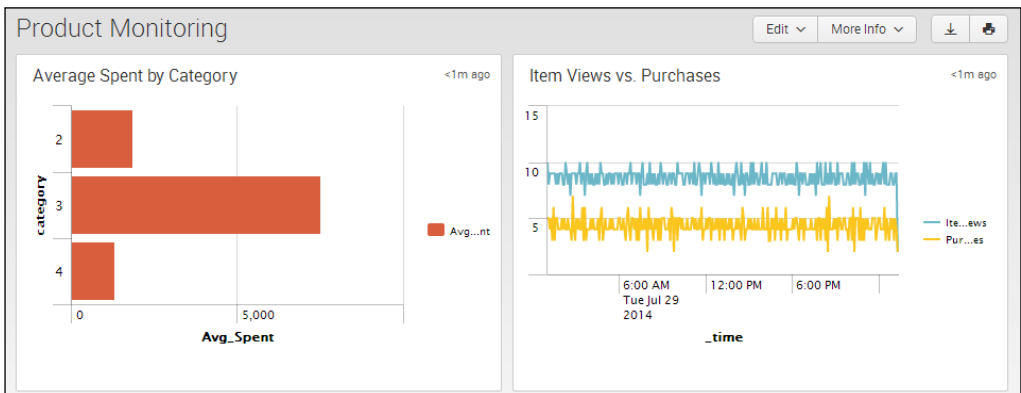 Product Monitoring
Edit
More Info
Average Spent by Category
<1m ago
category
2
3
4
0
5,000
Avg_Spent
Avg...nt
Item Views vs. Purchases
<1m ago
15
10
5
6:00 AM
Tue Jul 29
2014
12:00 PM
6:00 PM
_time
Ite...ews
Pur...es